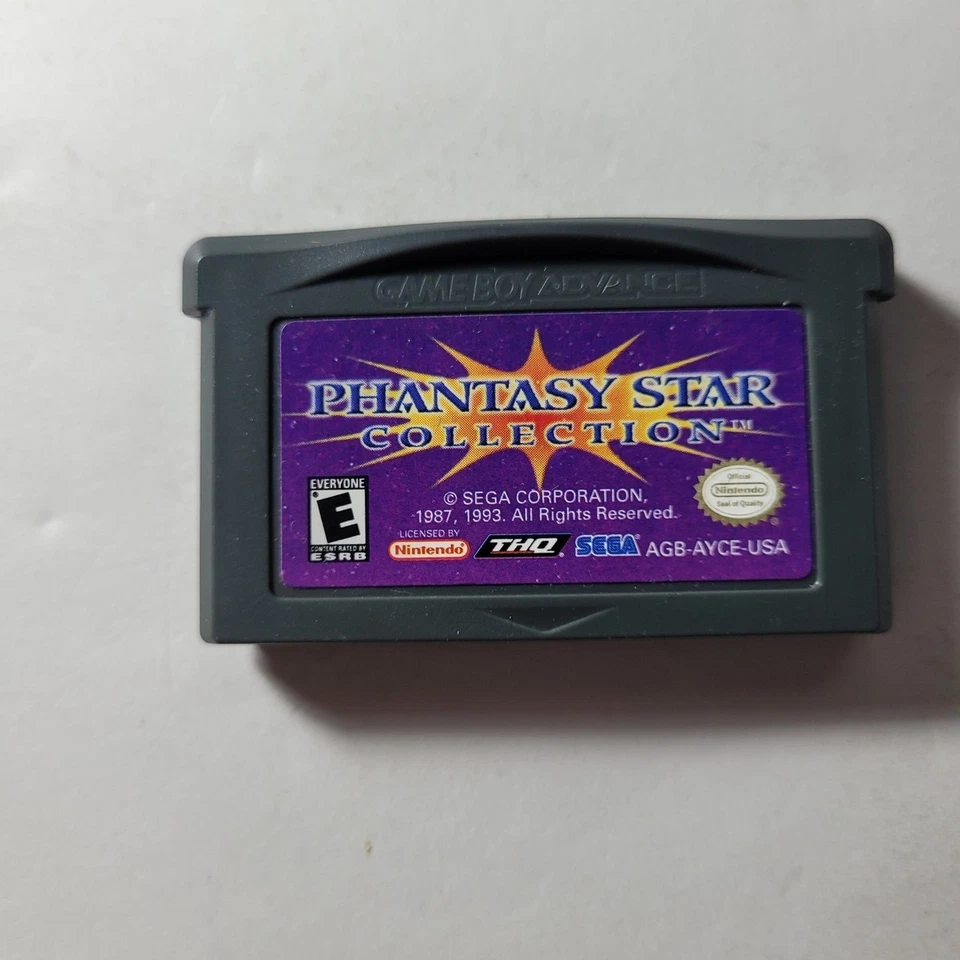 GAME BOY ADVANCE
PHANTASY STAR
COLLECTION™
EVERYONE
E
CONTENT RATED BY
ESRB
© SEGA CORPORATION,
1987, 1993. All Rights Reserved.
LICENSED BY
Nintendo
THQ
SEGA
AGB-AYCE-USA
Official
Nintendo
Seal of Quality
®